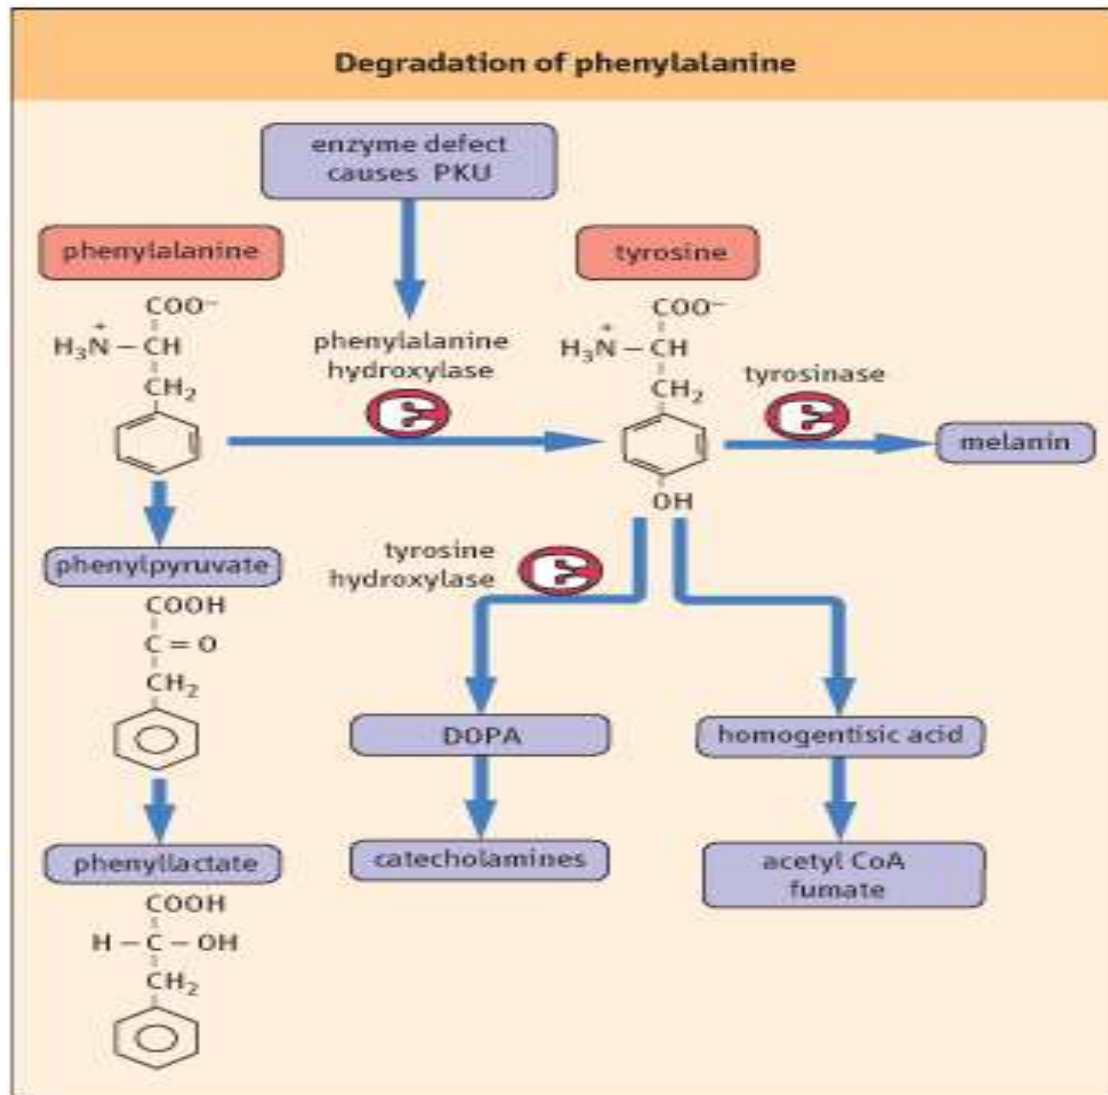 Degradation of phenylalanine
enzyme defect
causes PKU
phenylalanine
tyrosine
COO⁻
H₃N⁺ – CH
CH₂
phenylalanine
hydroxylase
COO⁻
H₃N⁺ – CH
CH₂
OH
tyrosinase
melanin
phenylpyruvate
COOH
C = O
CH₂
tyrosine
hydroxylase
DOPA
homogentisic acid
phenyllactate
COOH
H – C – OH
CH₂
catecholamines
acetyl CoA
fumate